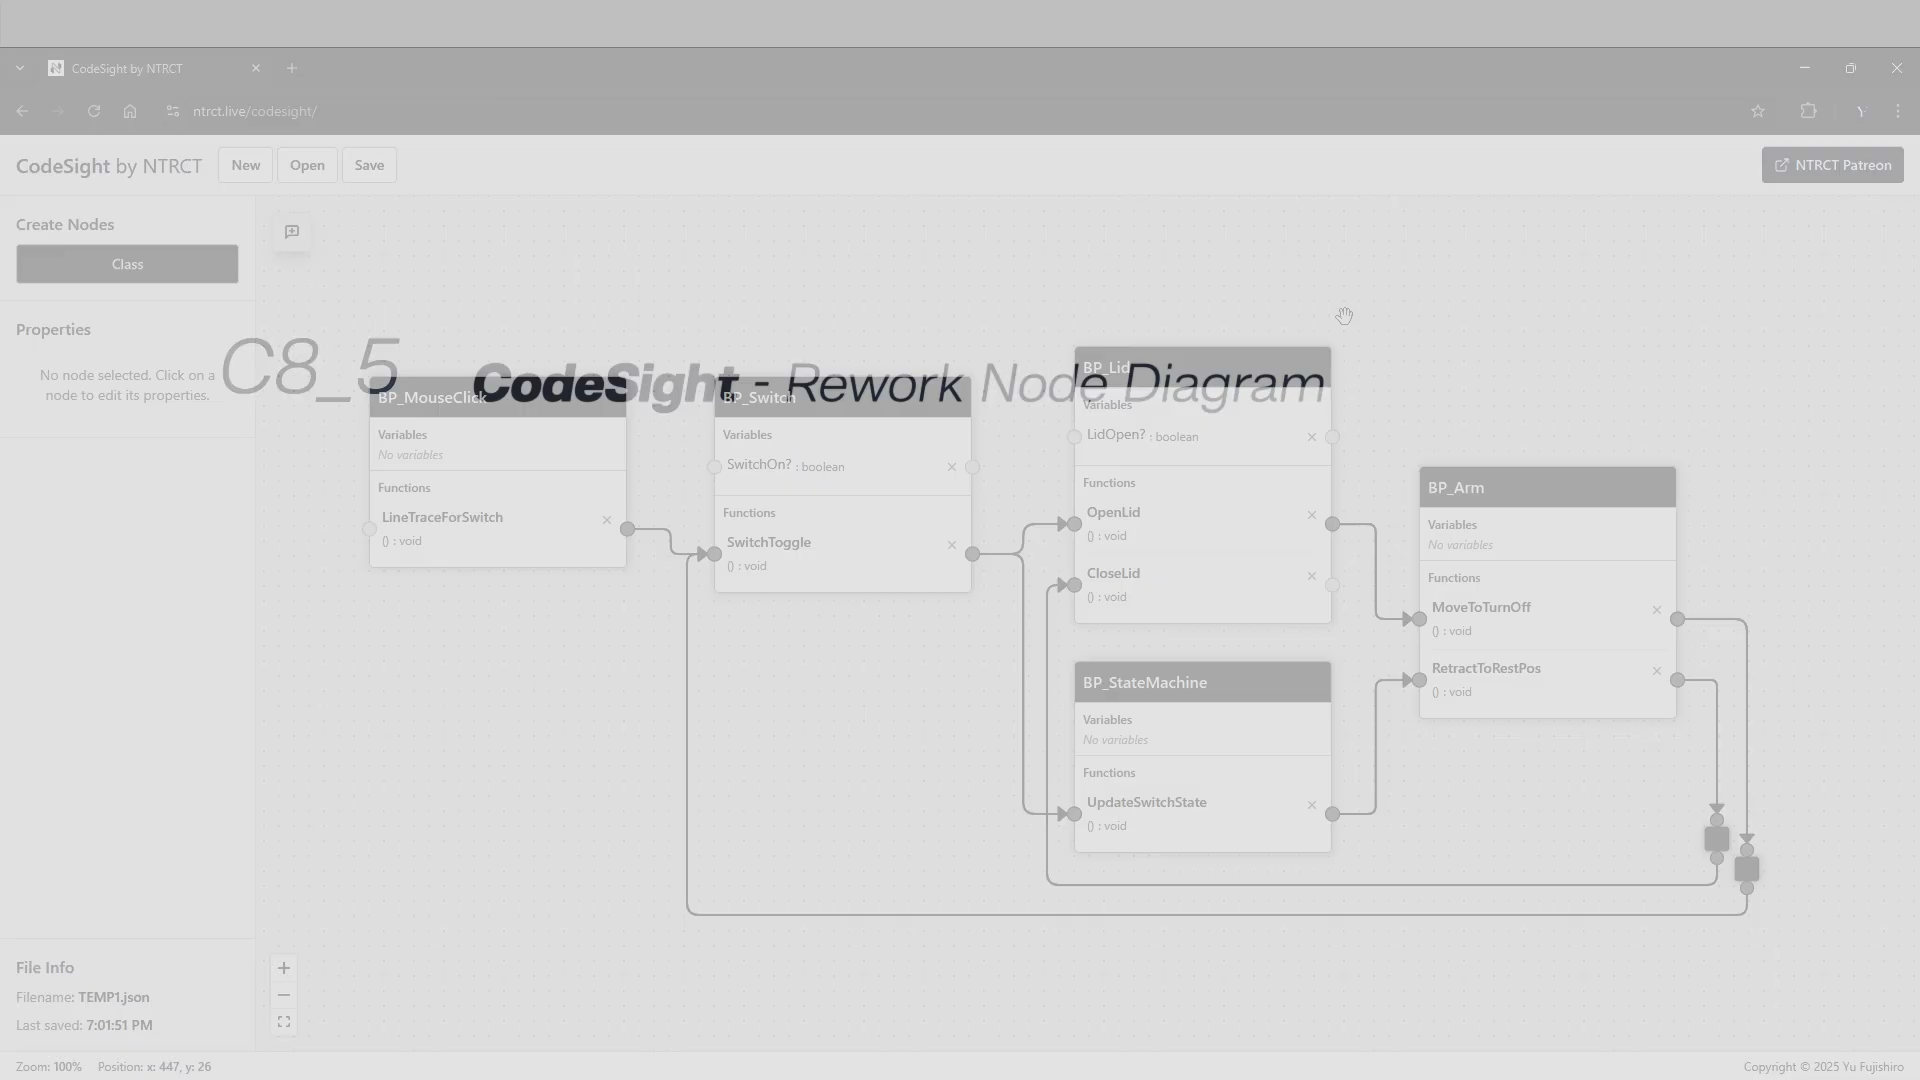 CodeSight by NTRCT
ntrct.live/codesight/
CodeSight by NTRCT
New
Open
Save
NTRCT Patreon
Create Nodes
Class
Properties
No node selected. Click on a
node to edit its properties.
C8_5
CodeSight - Rework Node Diagram
BP_MouseClick
Variables
No variables
Functions
LineTraceForSwitch
() : void
BP_Switch
Variables
SwitchOn? : boolean
Functions
SwitchToggle
() : void
BP_Lid
Variables
LidOpen? : boolean
Functions
OpenLid
() : void
CloseLid
() : void
BP_StateMachine
Variables
No variables
Functions
UpdateSwitchState
() : void
BP_Arm
Variables
No variables
Functions
MoveToTurnOff
() : void
RetractToRestPos
() : void
File Info
Filename: TEMP1.json
Last saved: 7:01:51 PM
Zoom: 100% Position: x: 447, y: 26
Copyright © 2025 Yu Fujishiro